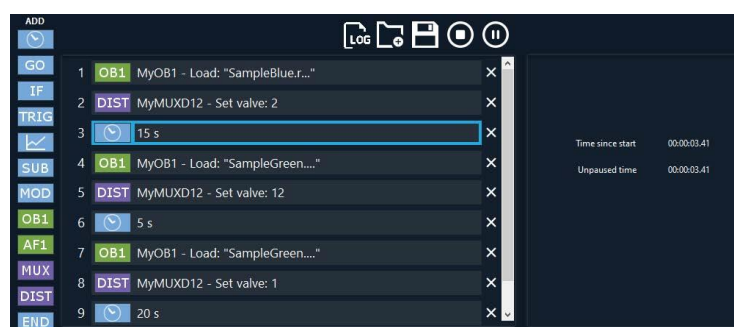 ADD
LOG
GO
IF
TRIG
SUB
MOD
OB1
AF1
MUX
DIST
END
1 OB1 MyOB1 - Load: "SampleBlue.r..."
2 DIST MyMUXD12 - Set valve: 2
3 15 s
4 OB1 MyOB1 - Load: "SampleGreen...."
5 DIST MyMUXD12 - Set valve: 12
6 5 s
7 OB1 MyOB1 - Load: "SampleGreen...."
8 DIST MyMUXD12 - Set valve: 1
9 20 s
Time since start 00:00:03.41
Unpaused time 00:00:03.41